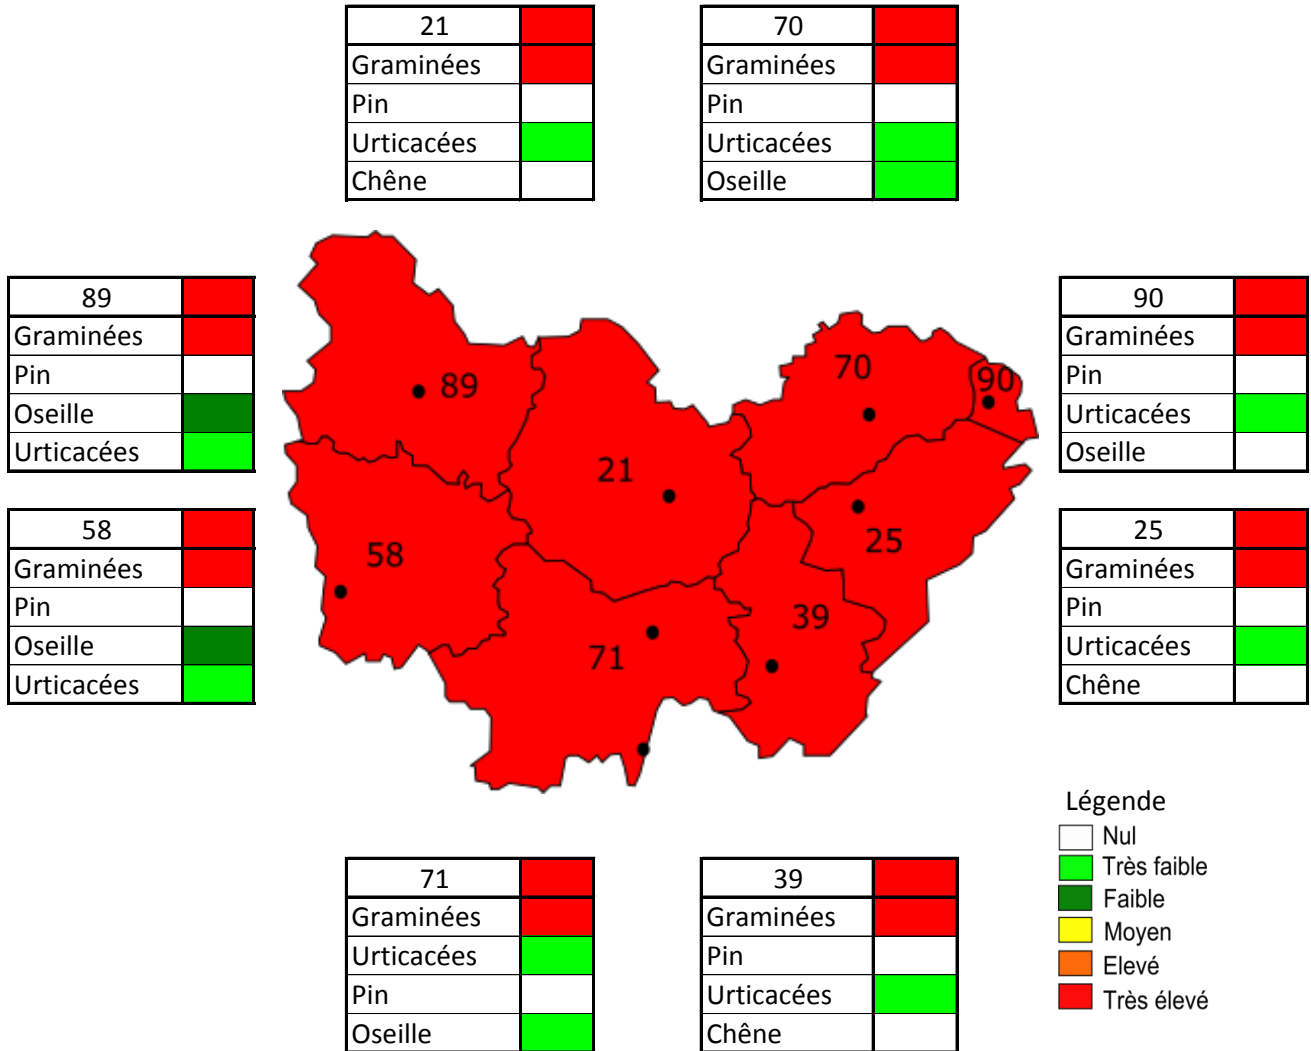 21
Graminées
Pin
Urticacées
Chêne
70
Graminées
Pin
Urticacées
Oseille
89
Graminées
Pin
Oseille
Urticacées
58
Graminées
Pin
Oseille
Urticacées
89
21
70
90
58
25
39
71
90
Graminées
Pin
Urticacées
Oseille
25
Graminées
Pin
Urticacées
Chêne
71
Graminées
Urticacées
Pin
Oseille
39
Graminées
Pin
Urticacées
Chêne
Légende
Nul
Très faible
Faible
Moyen
Elevé
Très élevé